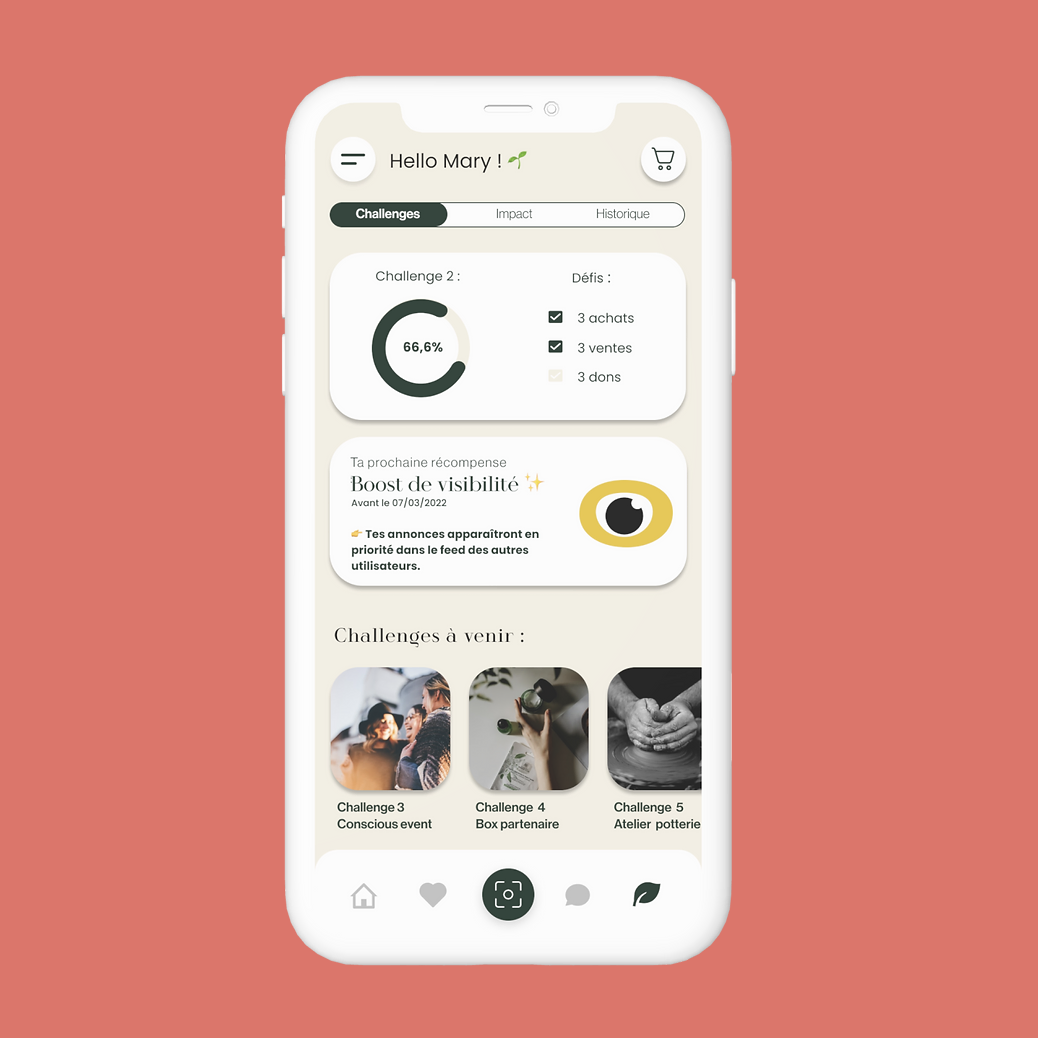 Hello Mary ! 🌱
Challenges Impact Historique
Challenge 2 :
66,6%
Défis :
3 achats
3 ventes
3 dons
Ta prochaine récompense
Boost de visibilité ✨
Avant le 07/03/2022
👉 Tes annonces apparaîtront en
priorité dans le feed des autres
utilisateurs.
Challenges à venir :
Challenge 3
Conscious event
Challenge 4
Box partenaire
Challenge 5
Atelier potterie